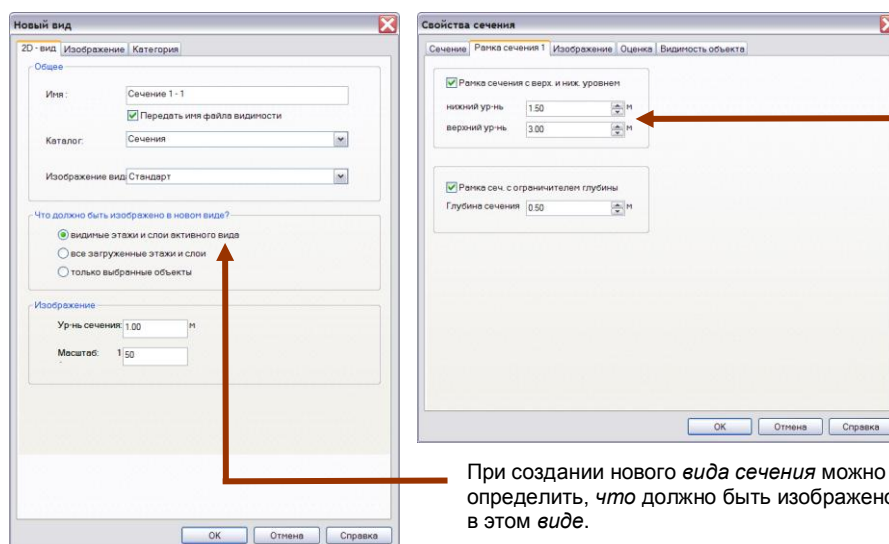 Новый вид
2D - вид Изображение Категория
Общее
Имя: Сечение 1 - 1
Передать имя файла видимости
Каталог: Сечения
Изображение вид Стандарт
Что должно быть изображено в новом виде?
видимые этажи и слои активного вида
все загруженные этажи и слои
только выбранные объекты
Изображение
Ур-нь сечения: 1.00 м
Масштаб: 1 50
ОК Отмена Справка
Свойства сечения
Сечение Рамка сечения 1 Изображение Оценка Видимость объекта
Рамка сечения с верх. и ниж. уровнем
нижний ур-нь 1.50 м
верхний ур-нь 3.00 м
Рамка сеч. с ограничителем глубины
Глубина сечения 0.50 м
ОК Отмена Справка
При создании нового вида сечения можно
определить, что должно быть изображено
в этом виде.